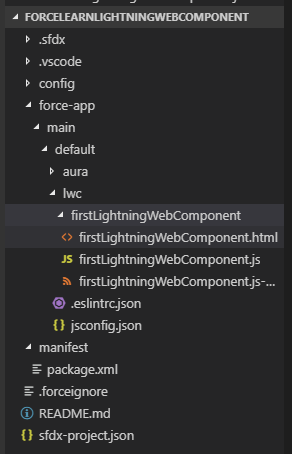 FORCELEARNLIGHTNINGWEBCOMPONENT
.sfdx
.vscode
config
force-app
main
default
aura
lwc
firstLightningWebComponent
<> firstLightningWebComponent.html
JS firstLightningWebComponent.js
firstLightningWebComponent.js-...
.eslintrc.json
{ } jsconfig.json
manifest
package.xml
.forceignore
README.md
{ } sfdx-project.json